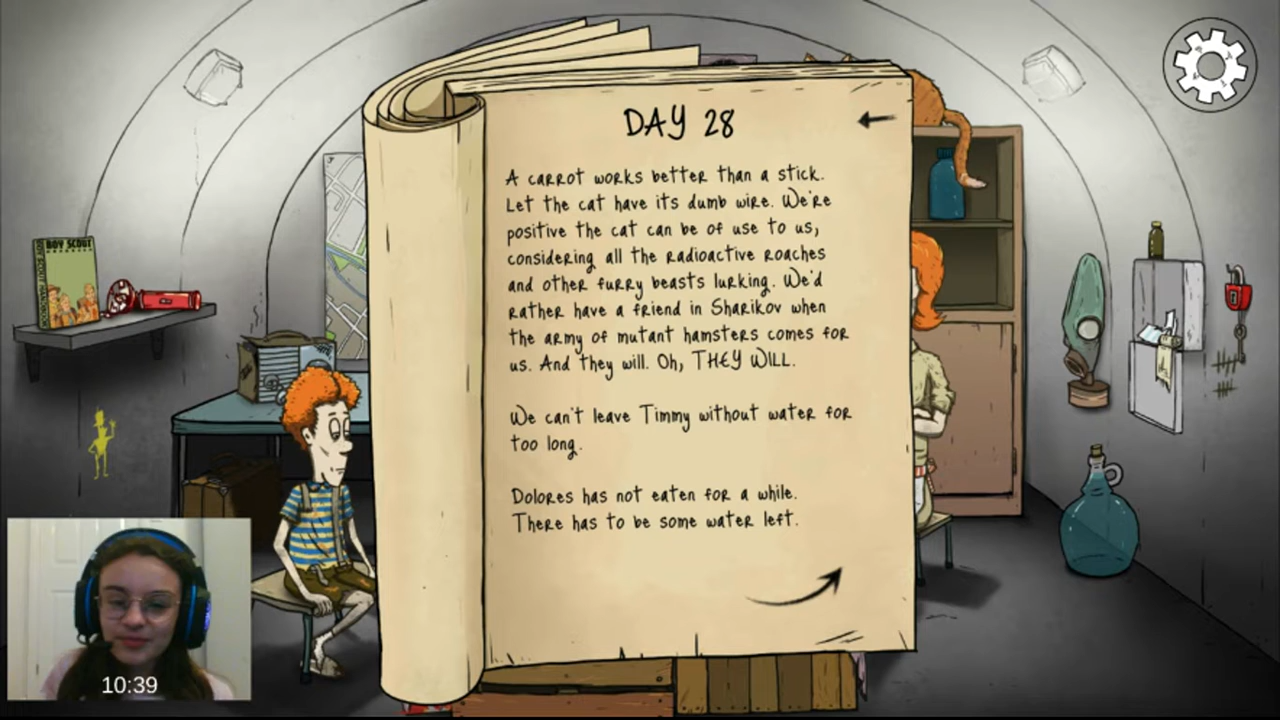 DAY 28
A carrot works better than a stick.
Let the cat have its dumb wire. We're
positive the cat can be of use to us,
considering all the radioactive roaches
and other furry beasts lurking. We'd
rather have a friend in Sharikov when
the army of mutant hamsters comes for
us. And they will. Oh, THEY WILL.
We can't leave Timmy without water for
too long.
Dolores has not eaten for a while.
There has to be some water left.
BOY SCOUT
10:39